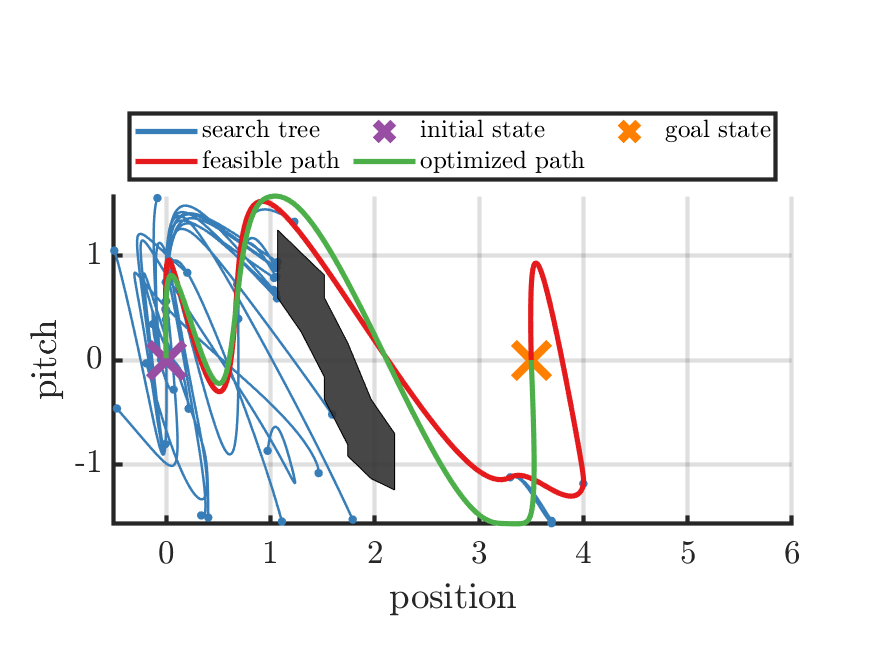 search tree initial state goal state
feasible path optimized path
1
0
-1
pitch
0 1 2 3 4 5 6
position